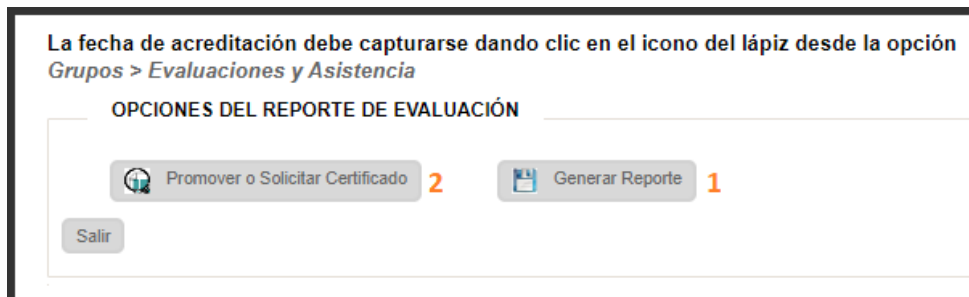 La fecha de acreditación debe capturarse dando clic en el icono del lápiz desde la opción
Grupos > Evaluaciones y Asistencia
OPCIONES DEL REPORTE DE EVALUACIÓN
Promover o Solicitar Certificado 2 Generar Reporte 1
Salir